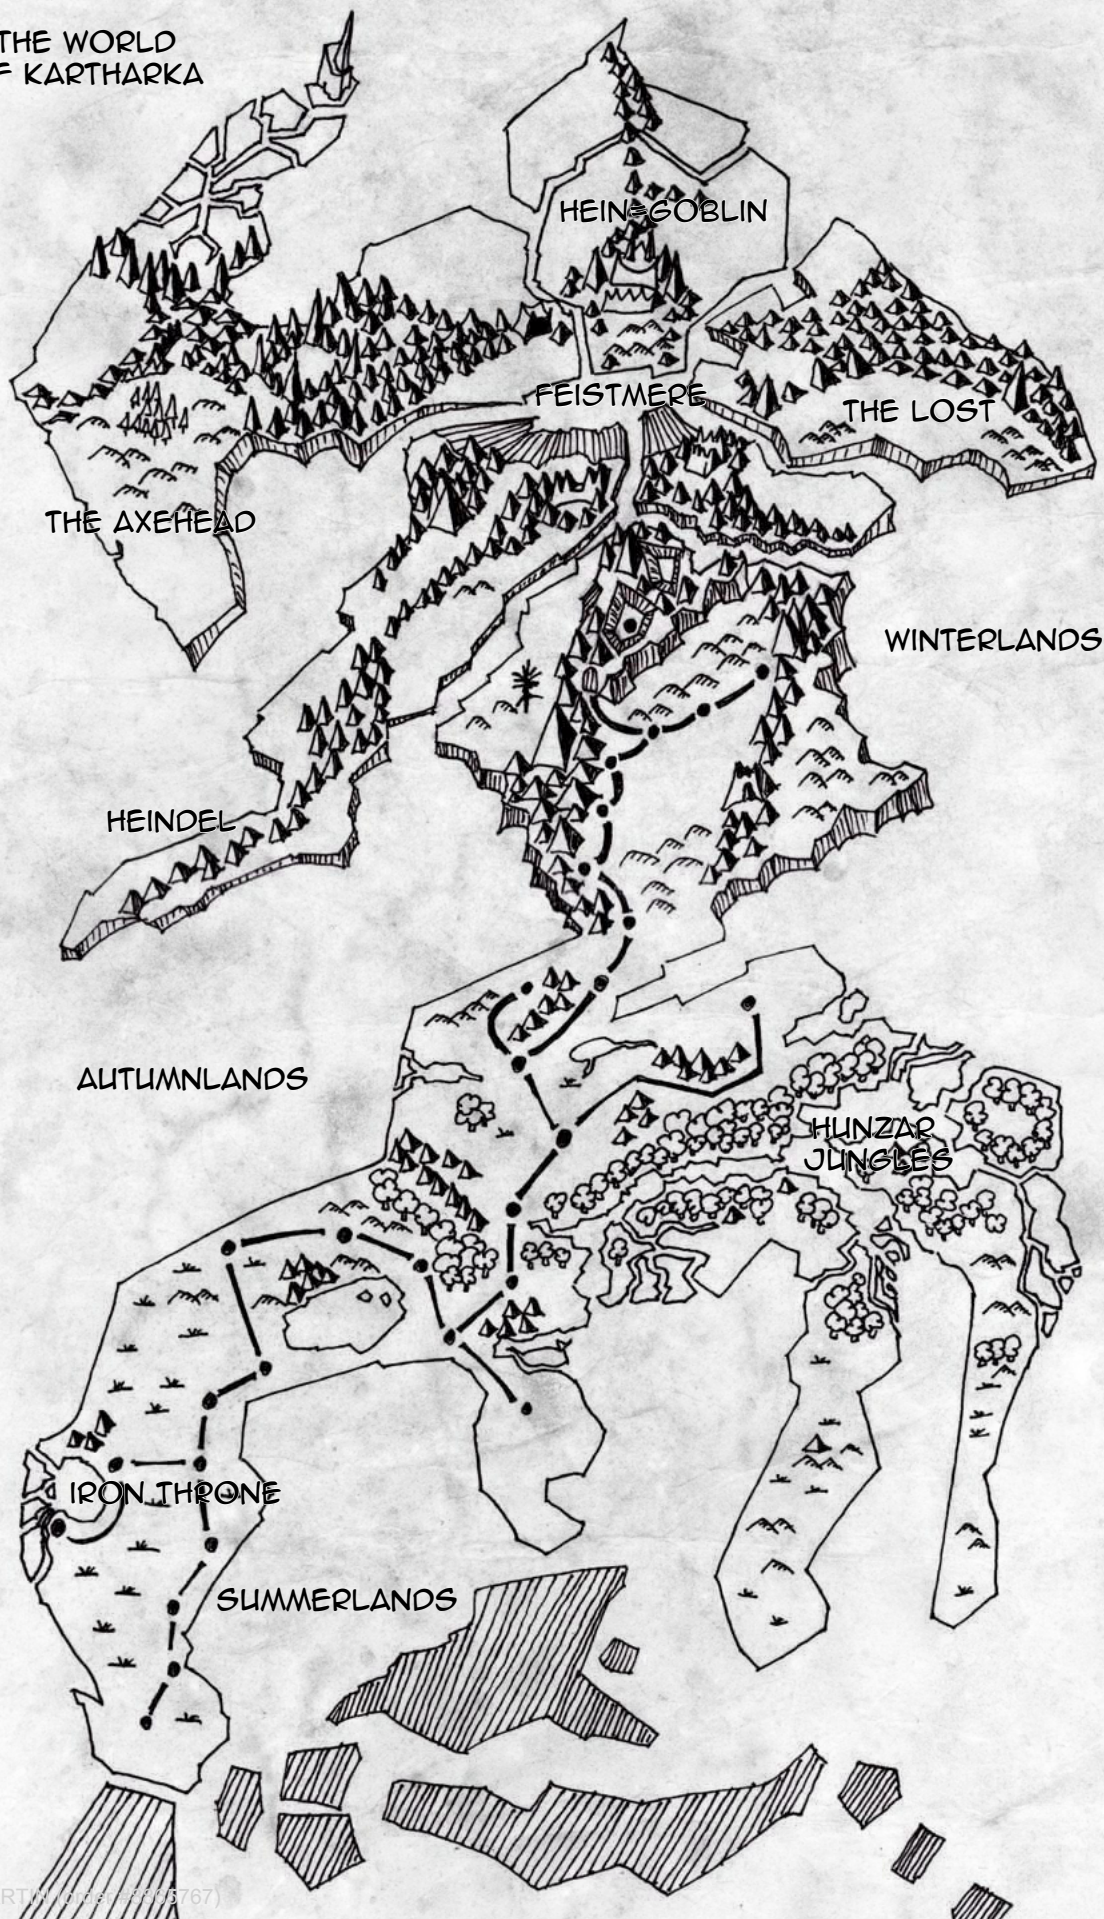 THE WORLD
F KARTHARKA
HEIN=GOBLIN
FEISTMERE
THE LOST
THE AXEHEAD
WINTERLANDS
HEINDEL
AUTUMNLANDS
HUNZAR
JUNGLES
IRON THRONE
SUMMERLANDS